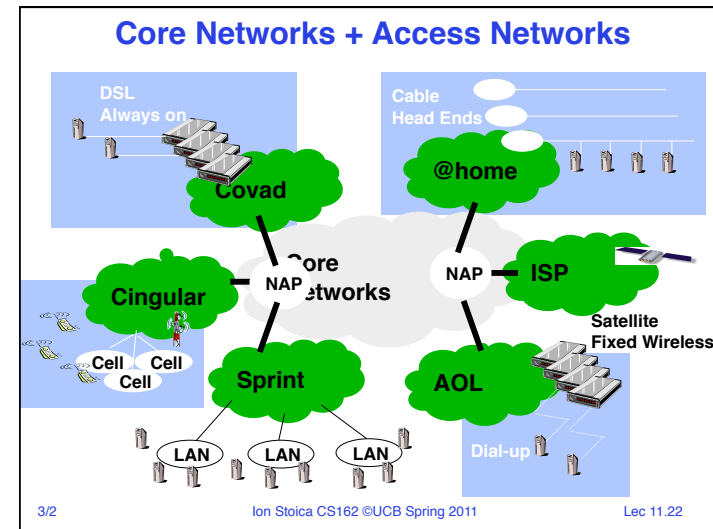 Core Networks + Access Networks
DSL
Always on
Cable
Head Ends
Covad
@home
Core
Networks
NAP
NAP
ISP
Cingular
Satellite
Fixed Wireless
Cell
Cell
Cell
Sprint
AOL
LAN
LAN
LAN
Dial-up
3/2
Ion Stoica CS162 ©UCB Spring 2011
Lec 11.22